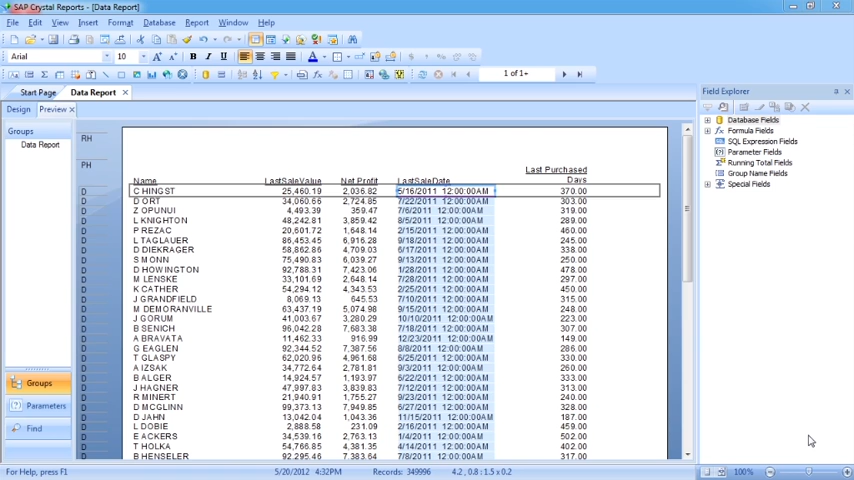 SAP Crystal Reports - [Data Report]
File Edit View Insert Format Database Report Window Help
Arial 10
1 of 1+
Start Page Data Report
Design Preview
Groups
Data Report
RH
PH
Last Purchased
Name LastSaleValue Net Profit LastSaleDate Days
D C HINGST 25,460.19 2,036.82 5/16/2011 12:00:00AM 370.00
D D ORT 34,060.66 2,724.85 7/22/2011 12:00:00AM 303.00
D Z OPUNUI 4,493.39 359.47 7/6/2011 12:00:00AM 319.00
D L KNIGHTON 48,242.81 3,859.42 8/5/2011 12:00:00AM 289.00
D P REZAC 20,601.72 1,648.14 2/15/2011 12:00:00AM 460.00
D L TAGLAUER 86,453.45 6,916.28 9/18/2011 12:00:00AM 245.00
D D DIEKRAGER 58,862.86 4,709.03 6/17/2011 12:00:00AM 338.00
D S MONN 75,490.83 6,039.27 9/13/2011 12:00:00AM 250.00
D D HOWINGTON 92,788.31 7,423.06 1/28/2011 12:00:00AM 478.00
D M LENSKE 33,101.69 2,648.14 7/28/2011 12:00:00AM 297.00
D K CATHER 54,294.12 4,343.53 2/25/2011 12:00:00AM 450.00
D J GRANDFIELD 8,069.13 645.53 7/10/2011 12:00:00AM 315.00
D M DEMORANVILLE 63,437.19 5,074.98 9/15/2011 12:00:00AM 248.00
D J GORUM 41,003.67 3,280.29 10/10/2011 12:00:00AM 223.00
D B SENICH 96,042.28 7,683.38 7/18/2011 12:00:00AM 307.00
D A BRAVATA 11,462.33 916.99 12/23/2011 12:00:00AM 149.00
D G EAGLEN 92,344.52 7,387.56 8/8/2011 12:00:00AM 286.00
D T GLASPY 62,020.96 4,961.68 6/25/2011 12:00:00AM 330.00
D A IZSAK 34,772.64 2,781.81 9/3/2011 12:00:00AM 260.00
D B ALGER 14,924.57 1,193.97 6/22/2011 12:00:00AM 333.00
D J HAGNER 47,997.83 3,839.83 7/12/2011 12:00:00AM 313.00
D R MINERT 21,940.91 1,755.27 9/23/2011 12:00:00AM 240.00
D D MCGLINN 99,373.13 7,949.85 6/27/2011 12:00:00AM 328.00
D D JAHN 13,042.04 1,043.36 11/15/2011 12:00:00AM 187.00
D L DOBIE 2,888.58 231.09 2/16/2011 12:00:00AM 459.00
D E ACKERS 34,539.16 2,763.13 1/4/2011 12:00:00AM 502.00
D T HOLKA 54,766.85 4,381.35 4/14/2011 12:00:00AM 402.00
D B HENSELER 92,295.46 7,383.64 7/8/2011 12:00:00AM 317.00
Groups
Parameters
Find
Field Explorer
Database Fields
Formula Fields
SQL Expression Fields
Parameter Fields
Running Total Fields
Group Name Fields
Special Fields
For Help, press F1 5/20/2012 4:32PM Records: 349996 4.2 , 0.8 : 1.5 x 0.2 100%